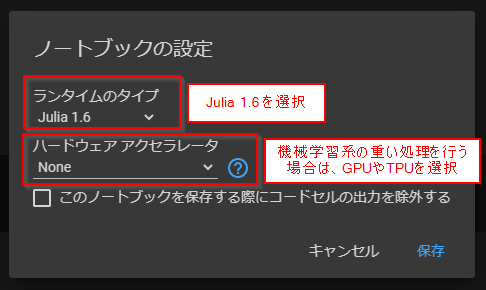 ノートブックの設定
ランタイムのタイプ
Julia 1.6
Julia 1.6を選択
ハードウェア アクセラレータ
None
?
機械学習系の重い処理を行う
場合は、GPUやTPUを選択
このノートブックを保存する際にコードセルの出力を除外する
キャンセル
保存